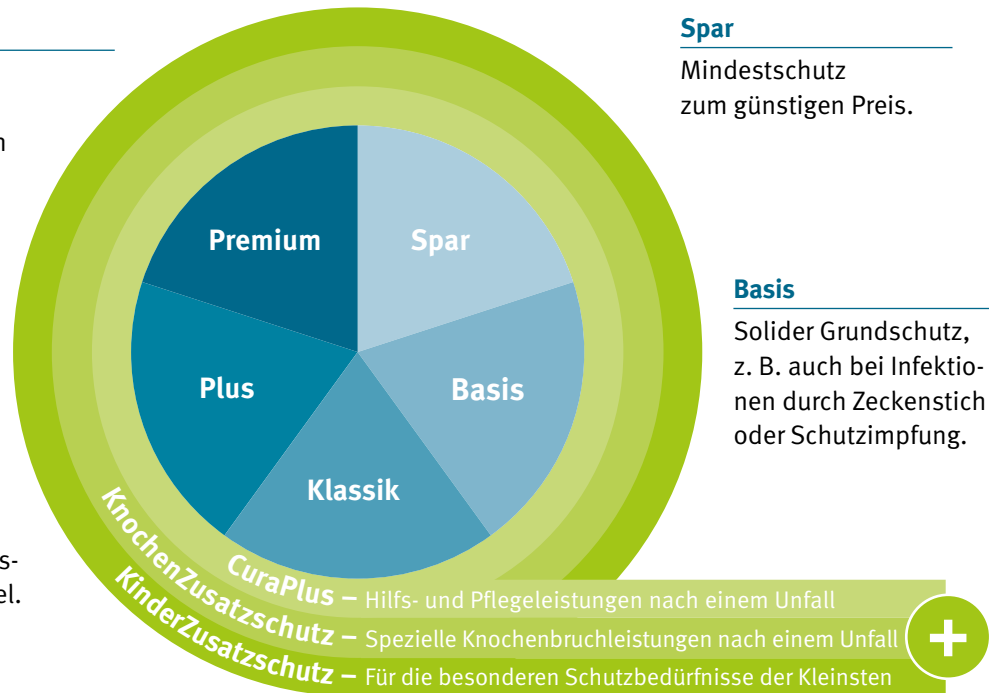 Spar
Mindestschutz
zum günstigen Preis.
Premium
Spar
Basis
Solider Grundschutz,
z. B. auch bei Infektio-
nen durch Zeckenstich
oder Schutzimpfung.
Plus
Basis
Klassik
CuraPlus – Hilfs- und Pflegeleistungen nach einem Unfall
KnochenZusatzschutz – Spezielle Knochenbruchleistungen nach einem Unfall
KinderZusatzschutz – Für die besonderen Schutzbedürfnisse der Kleinsten
+